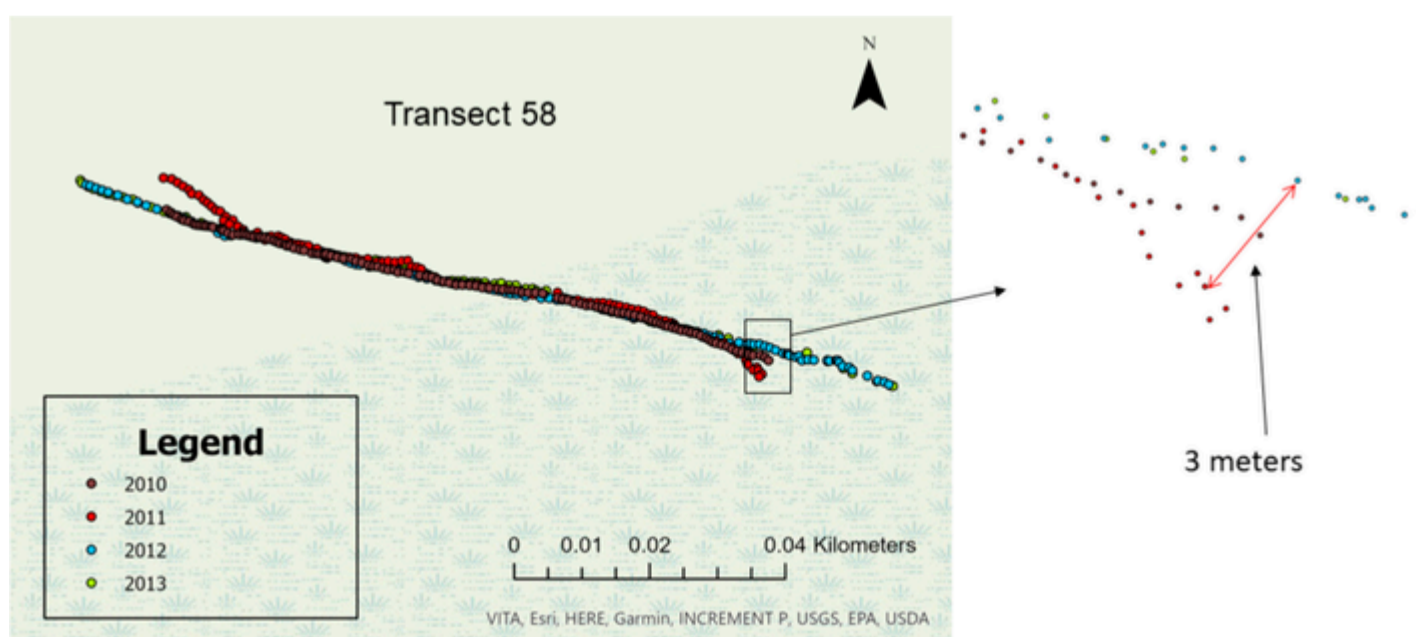 N
Transect 58
Legend
2010
2011
2012
2013
0 0.01 0.02 0.04 Kilometers
VITA, Esri, HERE, Garmin, INCREMENT P, USGS, EPA, USDA
3 meters